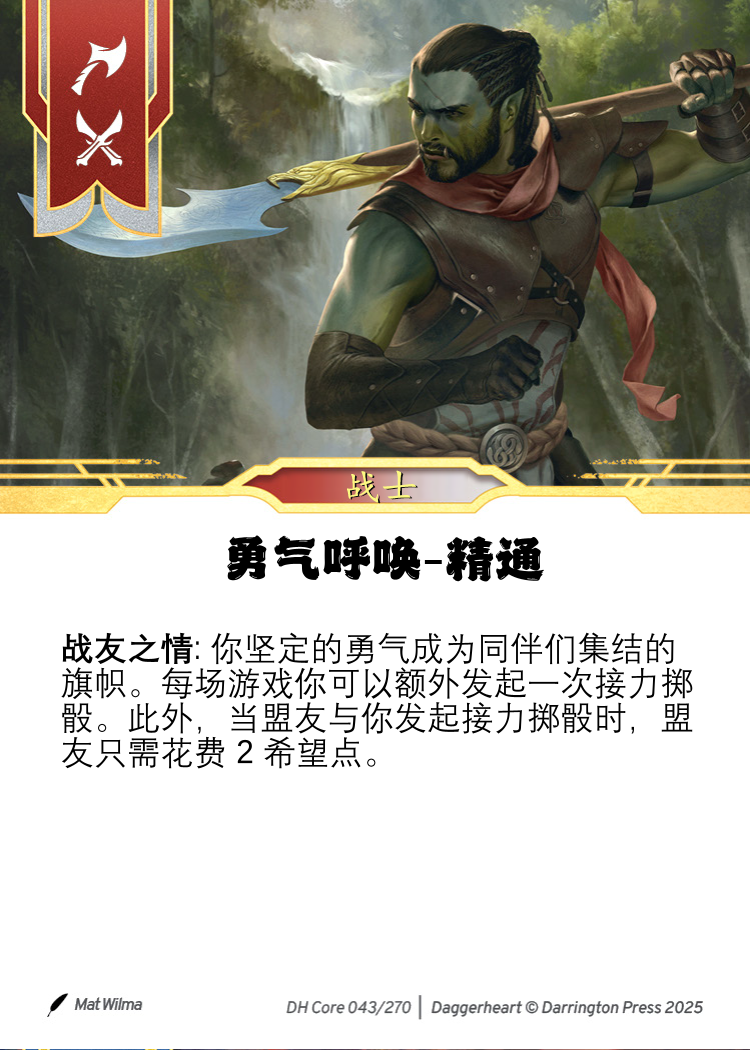 战士
勇气呼唤-精通
战友之情: 你坚定的勇气成为同伴们集结的
旗帜。每场游戏你可以额外发起一次接力掷
骰。此外，当盟友与你发起接力掷骰时，盟
友只需花费 2 希望点。
Mat Wilma
DH Core 043/270 | Daggerheart © Darrington Press 2025